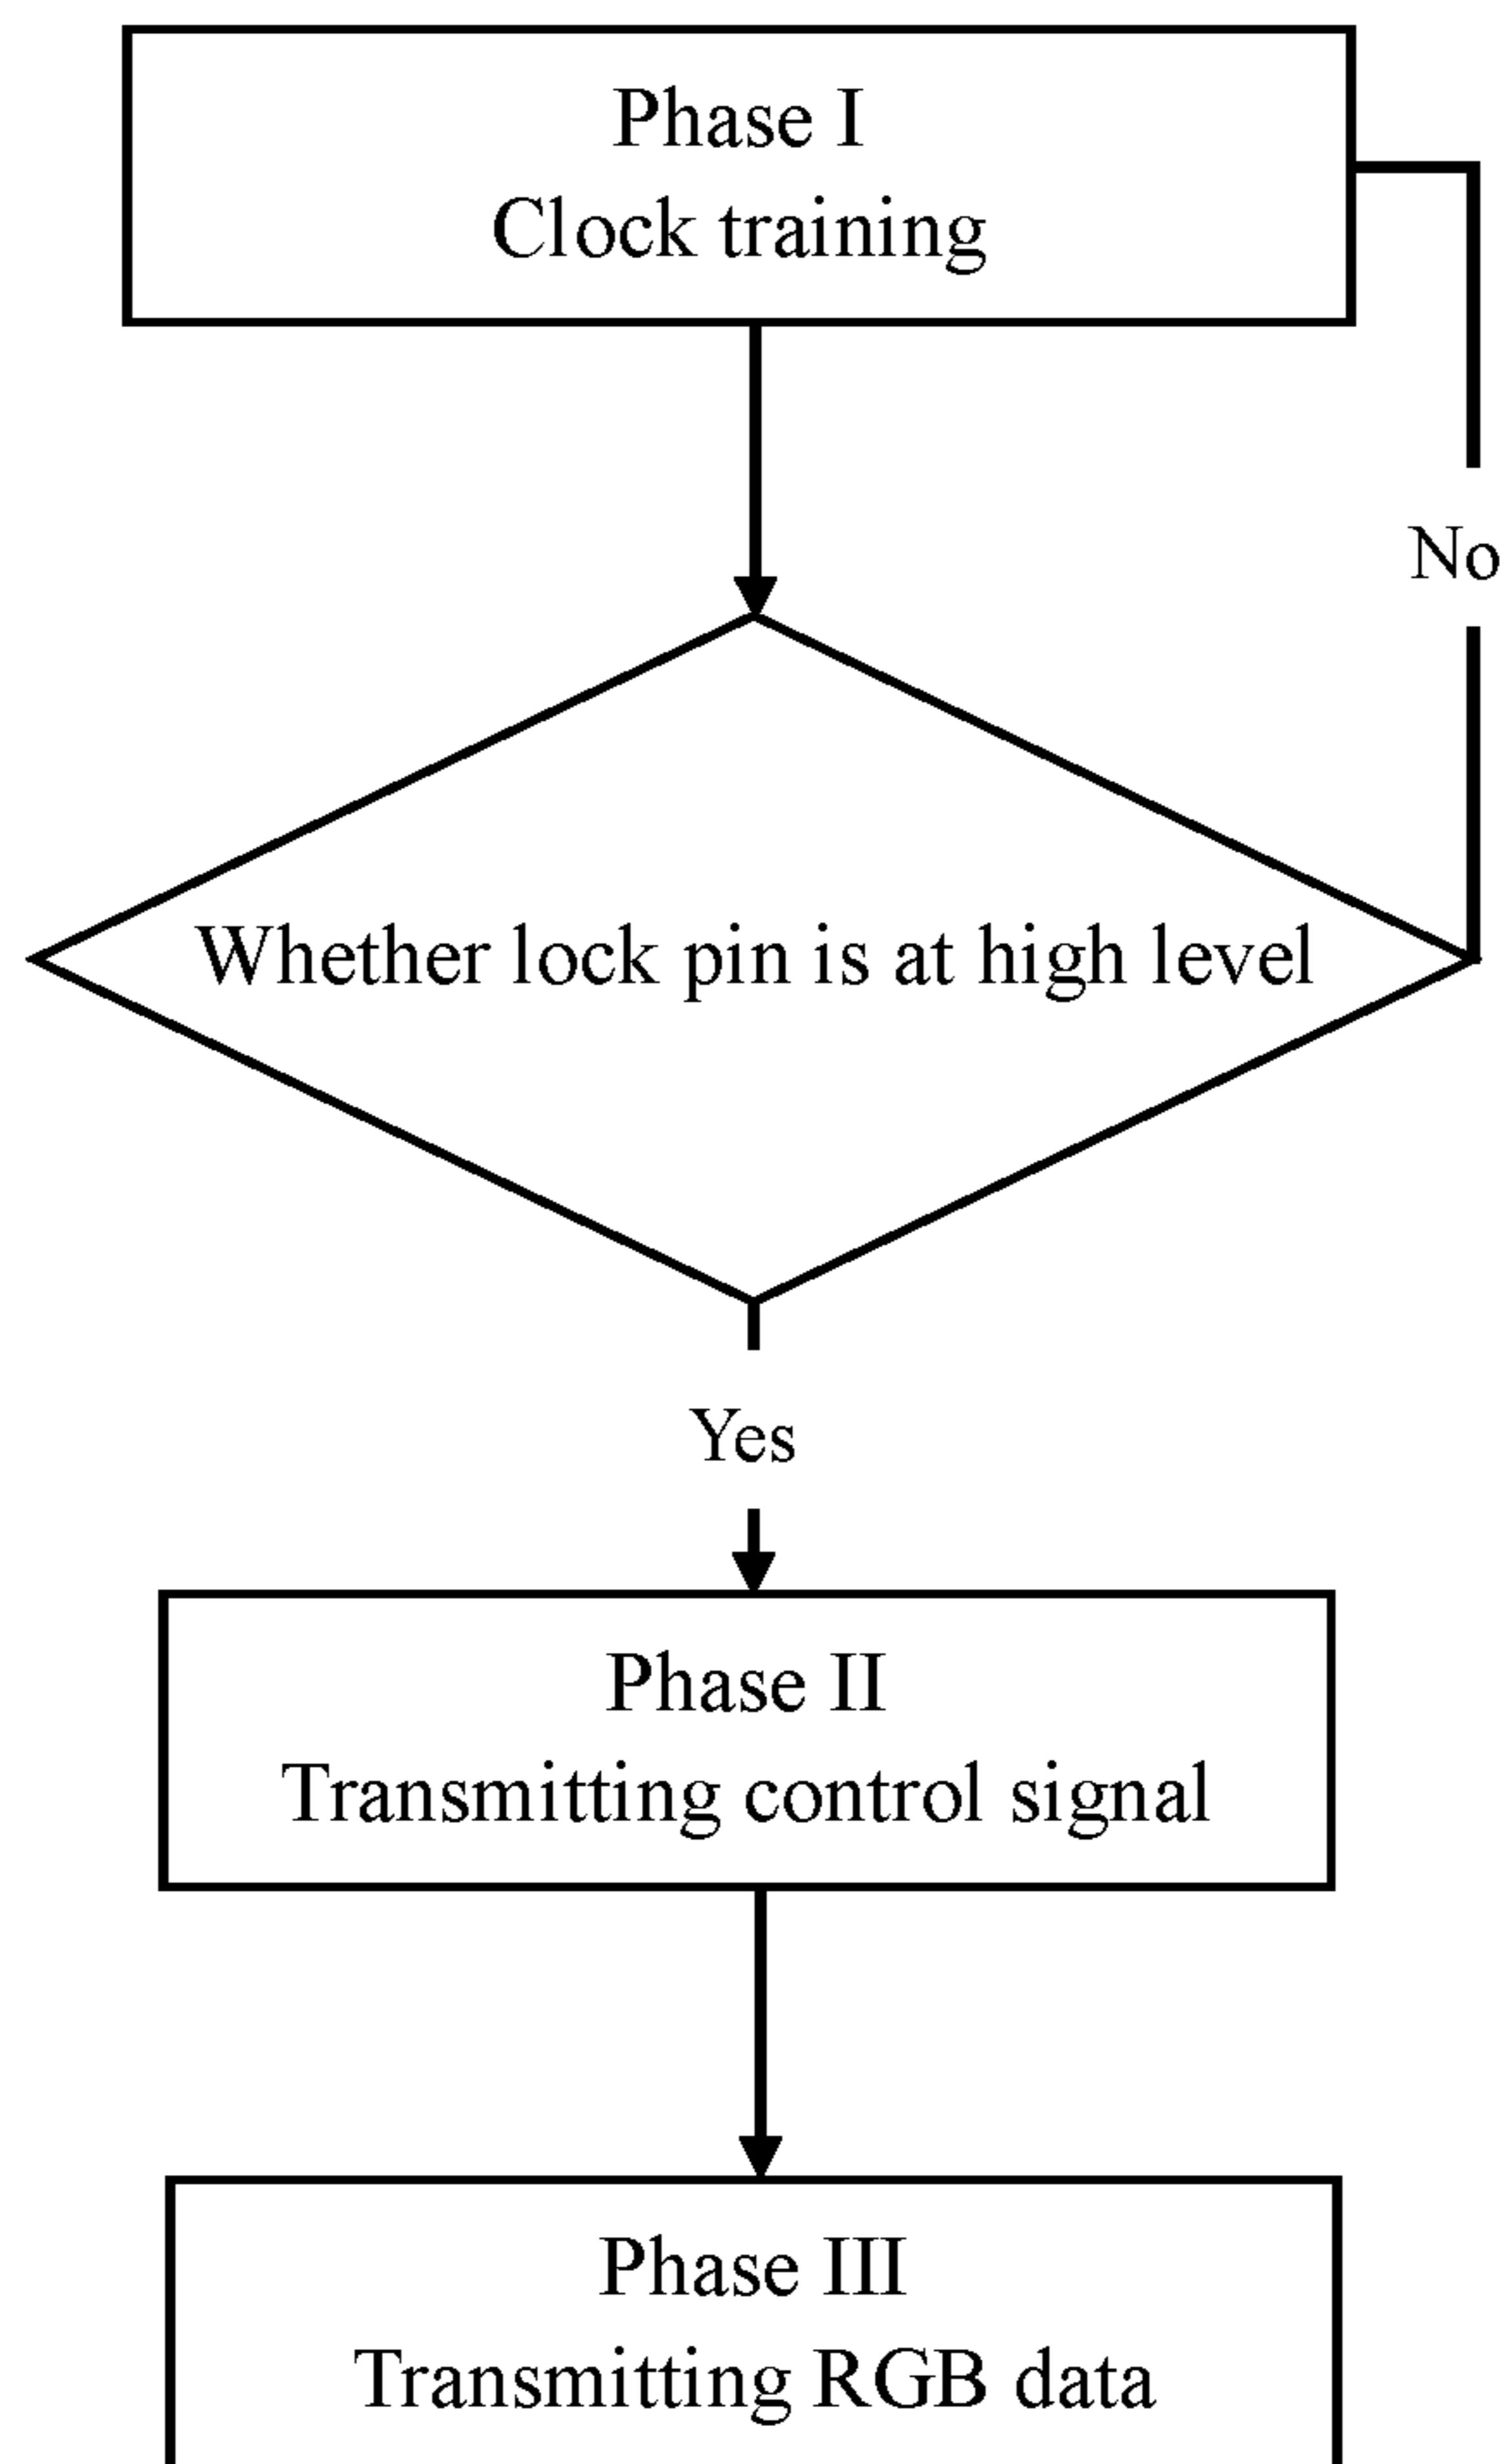 Phase I
Clock training
No
Whether lock pin is at high level
Yes
Phase II
Transmitting control signal
Phase III
Transmitting RGB data